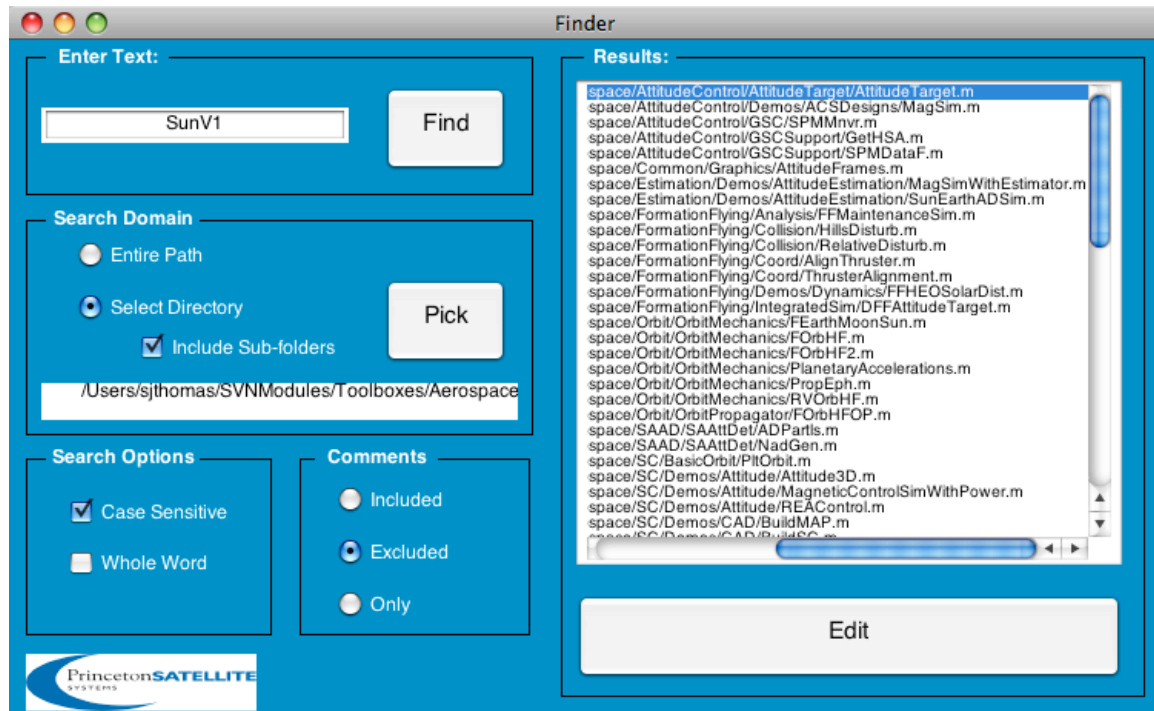 Finder
Enter Text:
SunV1
Find
Search Domain
Entire Path
Select Directory
Include Sub-folders
Pick
/Users/sjthomas/SVNModules/Toolboxes/Aerospace
Search Options
Case Sensitive
Whole Word
Comments
Included
Excluded
Only
PrincetonSATELLITE
SYSTEMS
Results:
space/AttitudeControl/AttitudeTarget/AttitudeTarget.m
space/AttitudeControl/Demos/ACSDesigns/MagSim.m
space/AttitudeControl/GSC/SPMMnvr.m
space/AttitudeControl/GSCSupport/GetHSA.m
space/AttitudeControl/GSCSupport/SPMDataF.m
space/Common/Graphics/AttitudeFrames.m
space/Estimation/Demos/AttitudeEstimation/MagSimWithEstimator.m
space/Estimation/Demos/AttitudeEstimation/SunEarthADSim.m
space/FormationFlying/Analysis/FFMaintenanceSim.m
space/FormationFlying/Collision/HillsDisturb.m
space/FormationFlying/Collision/RelativeDisturb.m
space/FormationFlying/Coord/AlignThruster.m
space/FormationFlying/Coord/ThrusterAlignment.m
space/FormationFlying/Demos/Dynamics/FFHEOSolarDist.m
space/FormationFlying/IntegratedSim/DFFAttitudeTarget.m
space/Orbit/OrbitMechanics/FEarthMoonSun.m
space/Orbit/OrbitMechanics/FOrbHF.m
space/Orbit/OrbitMechanics/FOrbHF2.m
space/Orbit/OrbitMechanics/PlanetaryAccelerations.m
space/Orbit/OrbitMechanics/PropEph.m
space/Orbit/OrbitMechanics/RVOrbHF.m
space/Orbit/OrbitPropagator/FOrbHFOP.m
space/SAAD/SAAttDet/ADPartls.m
space/SAAD/SAAttDet/NadGen.m
space/SC/BasicOrbit/PltOrbit.m
space/SC/Demos/Attitude/Attitude3D.m
space/SC/Demos/Attitude/MagneticControlSimWithPower.m
space/SC/Demos/Attitude/REAControl.m
space/SC/Demos/CAD/BuildMAP.m
space/SC/Demos/CAD/BuildSC.m
Edit